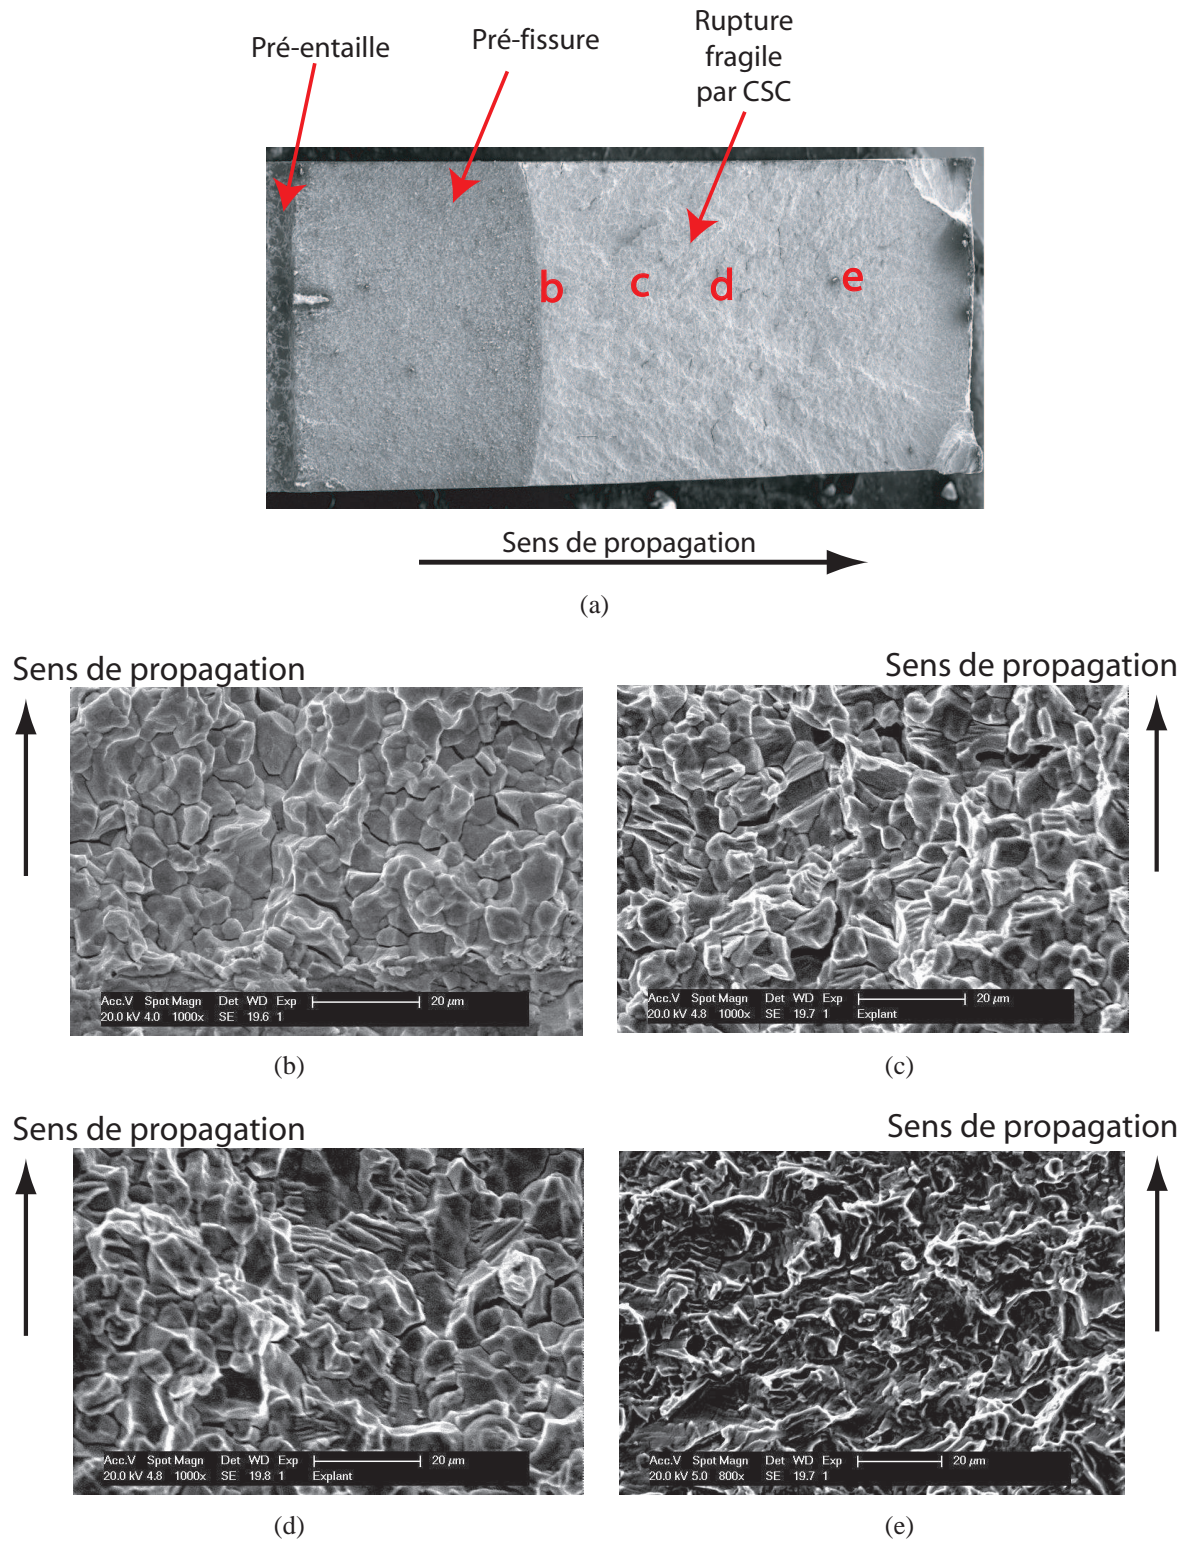 Pré-entaille
Pré-fissure
Rupture
fragile
par CSC
b
c
d
e
Sens de propagation
(a)
Sens de propagation
Sens de propagation
Acc.V Spot Magn Det WD Exp 20 µm
20.0 kV 4.0 1000x SE 19.6 1
Acc.V Spot Magn Det WD Exp 20 µm
20.0 kV 4.8 1000x SE 19.7 1 Explant
(b)
(c)
Sens de propagation
Sens de propagation
Acc.V Spot Magn Det WD Exp 20 µm
20.0 kV 4.8 1000x SE 19.8 1 Explant
Acc.V Spot Magn Det WD Exp 20 µm
20.0 kV 5.0 800x SE 19.7 1
(d)
(e)